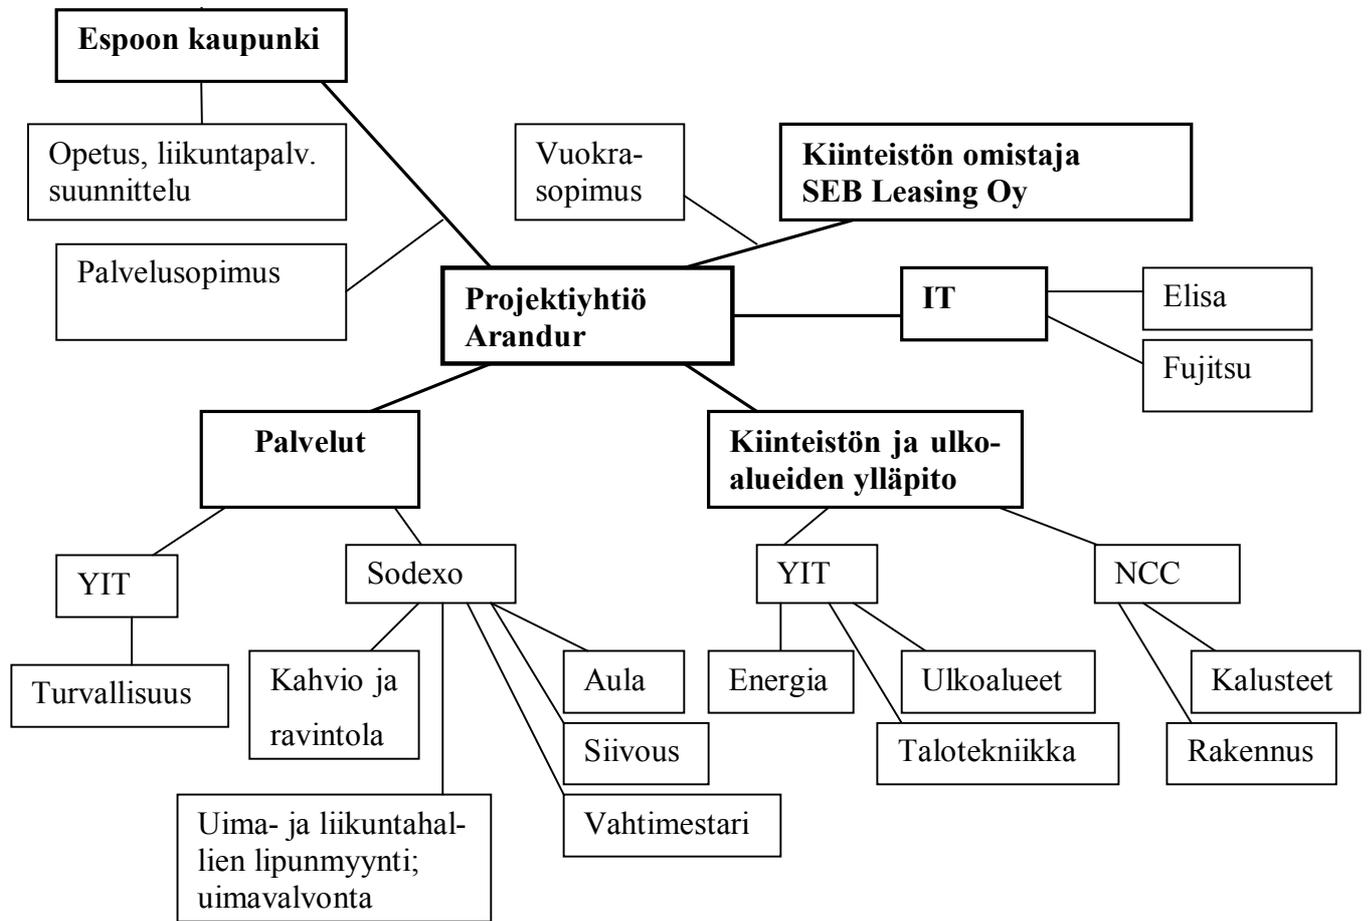 Espoon kaupunki
Opetus, liikuntapalv.
suunnittelu
Vuokra-
sopimus
Kiinteistön omistaja
SEB Leasing Oy
Palvelusopimus
Projektiyhtiö
Arandur
IT
Elisa
Fujitsu
Palvelut
Kiinteistön ja ulko-
alueiden ylläpito
YIT
Sodexo
YIT
NCC
Turvallisuus
Kahvio ja
ravintola
Aula
Energia
Ulkoalueet
Kalusteet
Siivous
Talotekniikka
Rakennus
Uima- ja liikuntahal-
lien lipunmyynti;
uimavalvonta
Vahtimestari